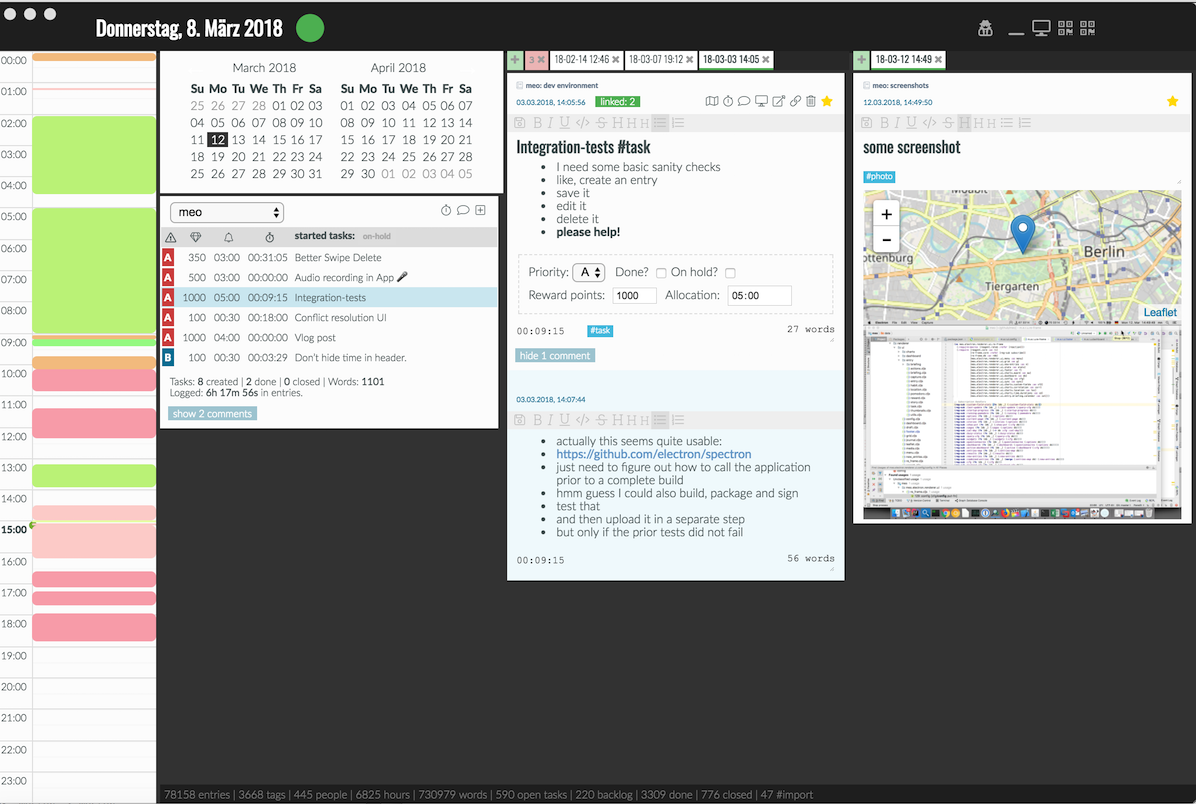 Donnerstag, 8. März 2018
00:00
01:00
02:00
03:00
04:00
05:00
06:00
07:00
08:00
09:00
10:00
11:00
12:00
13:00
14:00
15:00
16:00
17:00
18:00
19:00
20:00
21:00
22:00
23:00
March 2018
Su Mo Tu We Th Fr Sa
25 26 27 28 01 02 03
04 05 06 07 08 09 10
11 12 13 14 15 16 17
18 19 20 21 22 23 24
25 26 27 28 29 30 31
April 2018
Su Mo Tu We Th Fr Sa
01 02 03 04 05 06 07
08 09 10 11 12 13 14
15 16 17 18 19 20 21
22 23 24 25 26 27 28
29 30 01 02 03 04 05
meo
started tasks: on-hold
A 350 03:00 00:31:05 Better Swipe Delete
A 500 03:00 00:00:00 Audio recording in App
A 1000 05:00 00:09:15 Integration-tests
A 100 00:30 00:18:00 Conflict resolution UI
A 1000 04:00 00:00:00 Vlog post
B 100 00:30 00:03:29 Don't hide time in header.
Tasks: 8 created | 2 done | 0 closed | Words: 1101
Logged: 6h 17m 56s in entries.
show 2 comments
+ 3 × 18-02-14 12:46 × 18-03-07 19:12 × 18-03-03 14:05 ×
meo: dev environment
03.03.2018, 14:05:56 linked: 2
B I U </> S H H H
Integration-tests #task
• I need some basic sanity checks
• like, create an entry
• save it
• edit it
• delete it
• please help!
Priority: A Done? On hold?
Reward points: 1000 Allocation: 05:00
00:09:15 #task 27 words
hide 1 comment
03.03.2018, 14:07:44
B I U </> S H H H
• actually this seems quite usable:
• https://github.com/electron/spectron
• just need to figure out how to call the application
prior to a complete build
• hmm guess I could also build, package and sign
• test that
• and then upload it in a separate step
• but only if the prior tests did not fail
00:09:15 56 words
+ 18-03-12 14:49 ×
meo: screenshots
12.03.2018, 14:49:50
B I U </> S H H H
some screenshot
#photo
Moabit
+
−
ottenburg
Berlin
Tiergarten
Leaflet
78158 entries | 3668 tags | 445 people | 6825 hours | 730979 words | 590 open tasks | 220 backlog | 3309 done | 776 closed | 47 #import